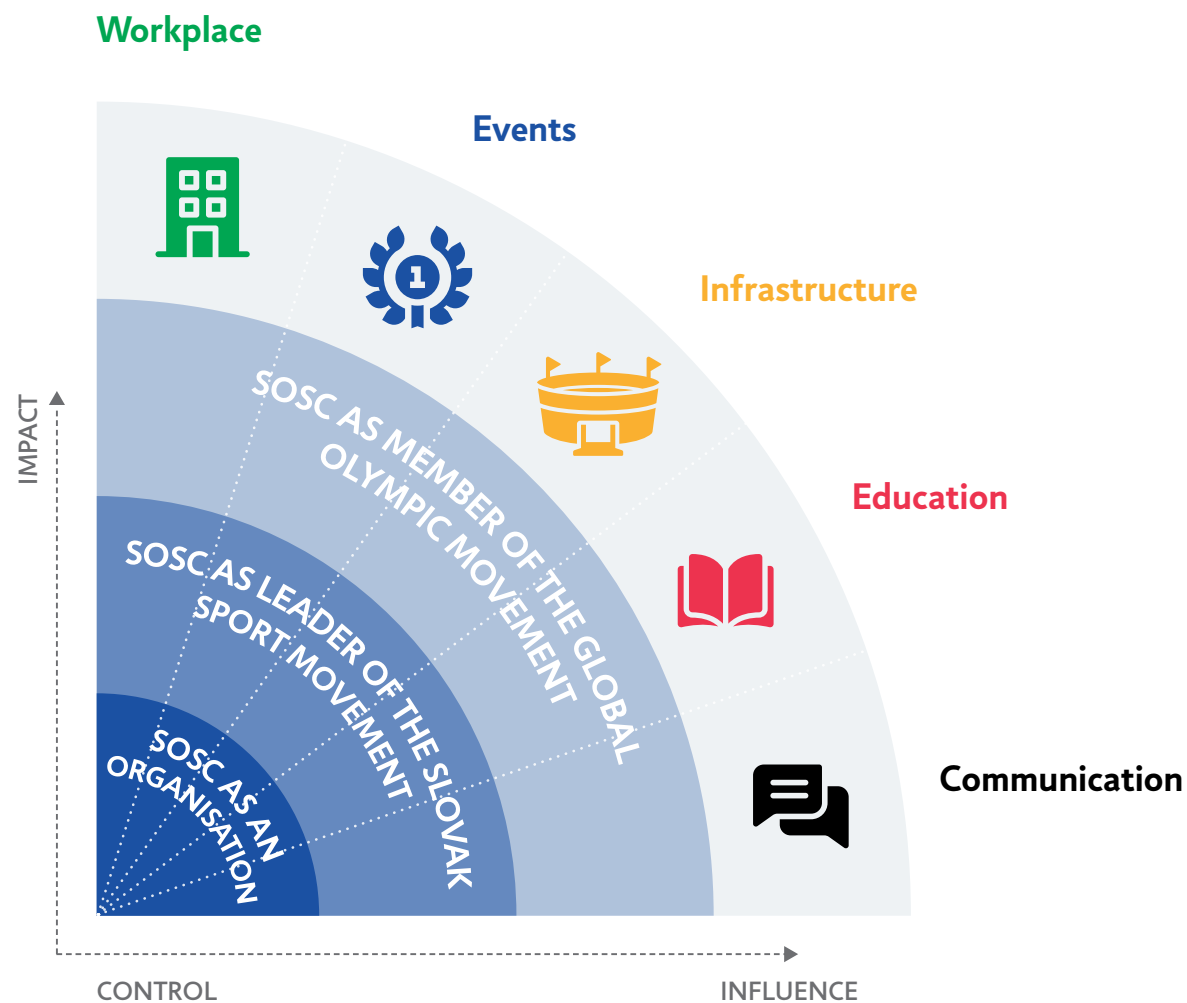 Workplace
Events
Infrastructure
Education
Communication
1
SOSC AS MEMBER OF THE GLOBAL
OLYMPIC MOVEMENT
SOSC AS LEADER OF THE SLOVAK
SPORT MOVEMENT
SOSC AS AN
ORGANISATION
IMPACT
CONTROL
INFLUENCE